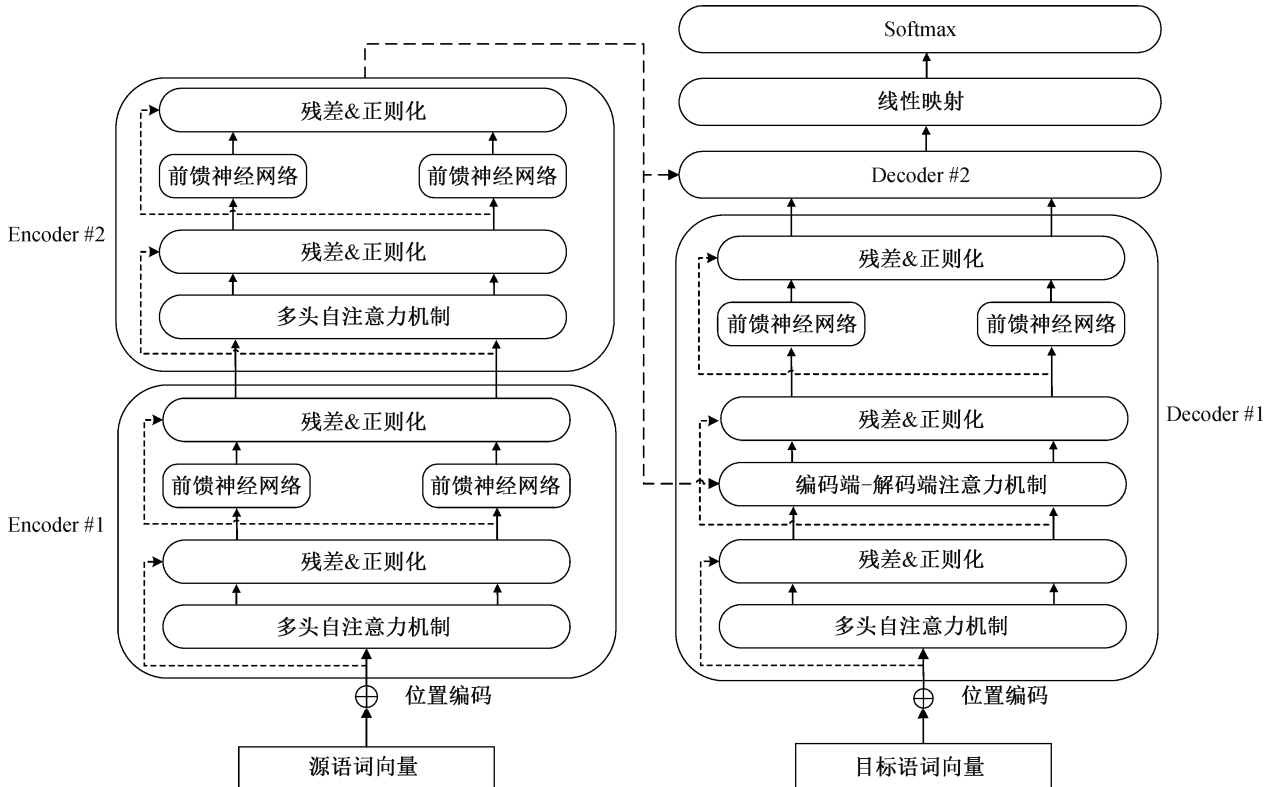 残差&正则化
前馈神经网络
前馈神经网络
Encoder #2
残差&正则化
多头自注意力机制
残差&正则化
前馈神经网络
前馈神经网络
Encoder #1
残差&正则化
多头自注意力机制
位置编码
源语词向量
Softmax
线性映射
Decoder #2
残差&正则化
前馈神经网络
前馈神经网络
残差&正则化
Decoder #1
编码端-解码端注意力机制
残差&正则化
多头自注意力机制
位置编码
目标语词向量